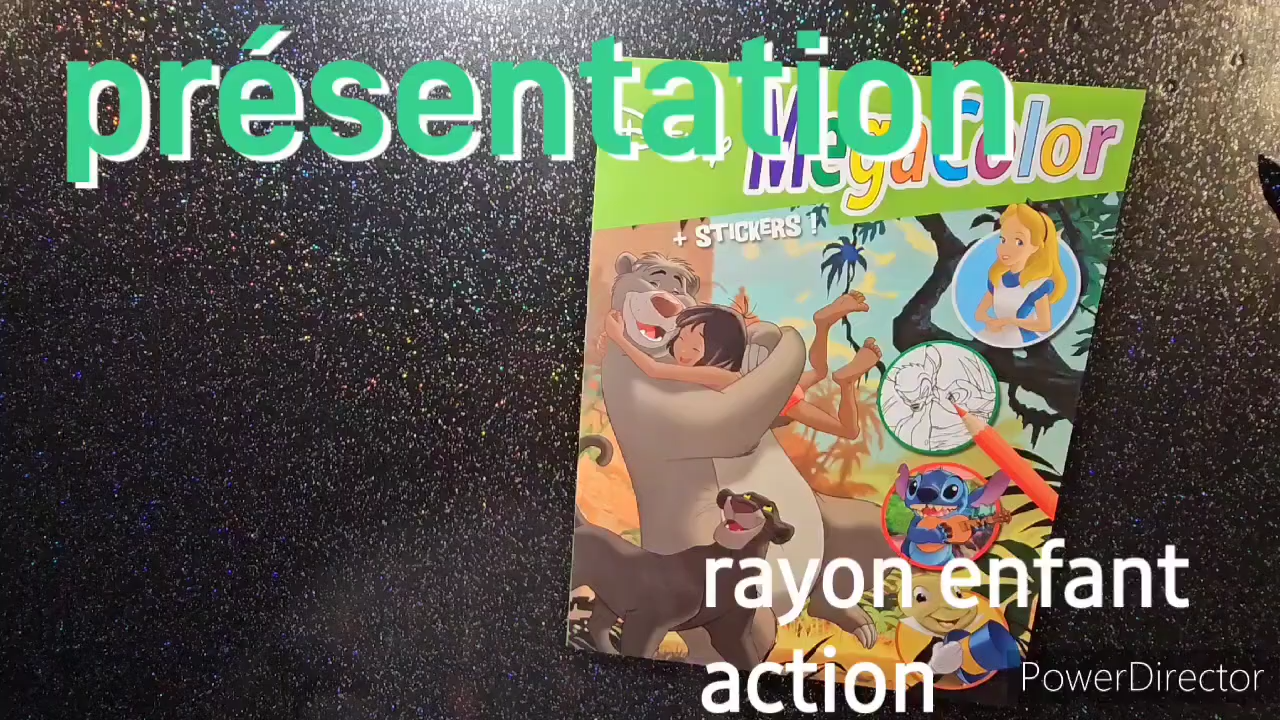 présentation
MegaColor
+ STICKERS !
rayon enfant
action
PowerDirector